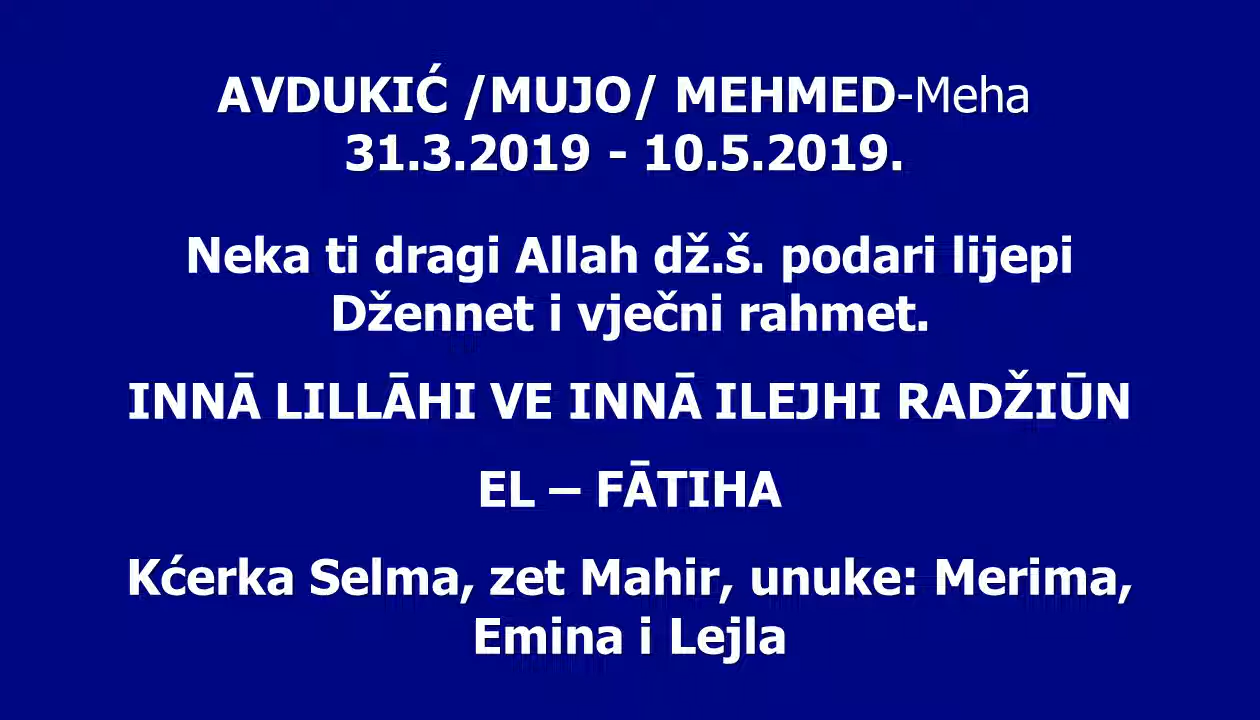 AVDUKIĆ /MUJO/ MEHMED-Meha
31.3.2019 - 10.5.2019.
Neka ti dragi Allah dž.š. podari lijepi
Džennet i vječni rahmet.
INNĀ LILLĀHI VE INNĀ ILEJHI RADŽIŪN
EL – FĀTIHA
Kćerka Selma, zet Mahir, unuke: Merima,
Emina i Lejla